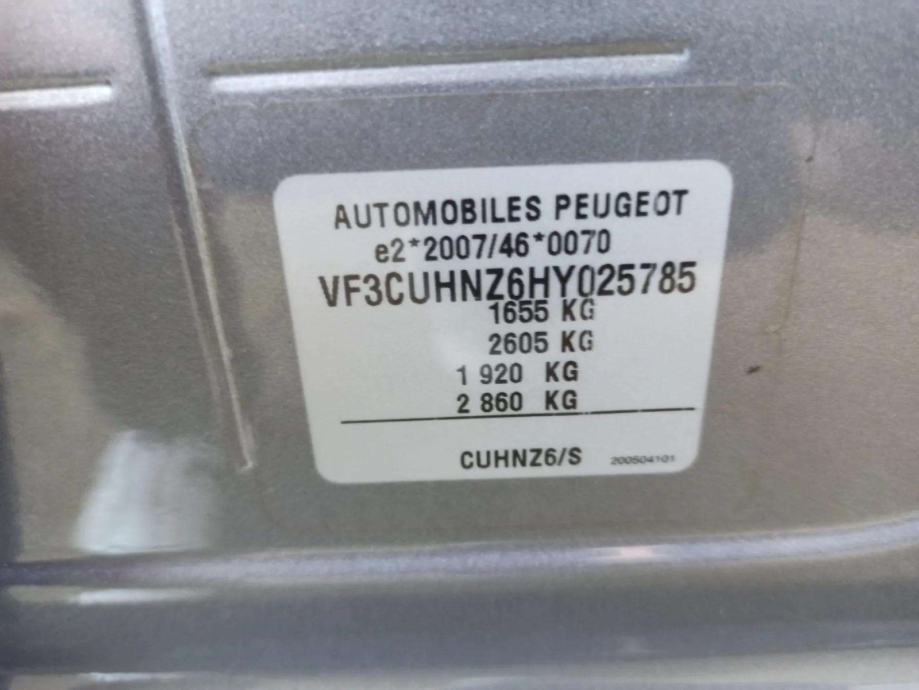 AUTOMOBILES PEUGEOT
e2*2007/46*0070
VF3CUHNZ6HY025785
1655 KG
2605 KG
1 920 KG
2 860 KG
CUHNZ6/S 200504101